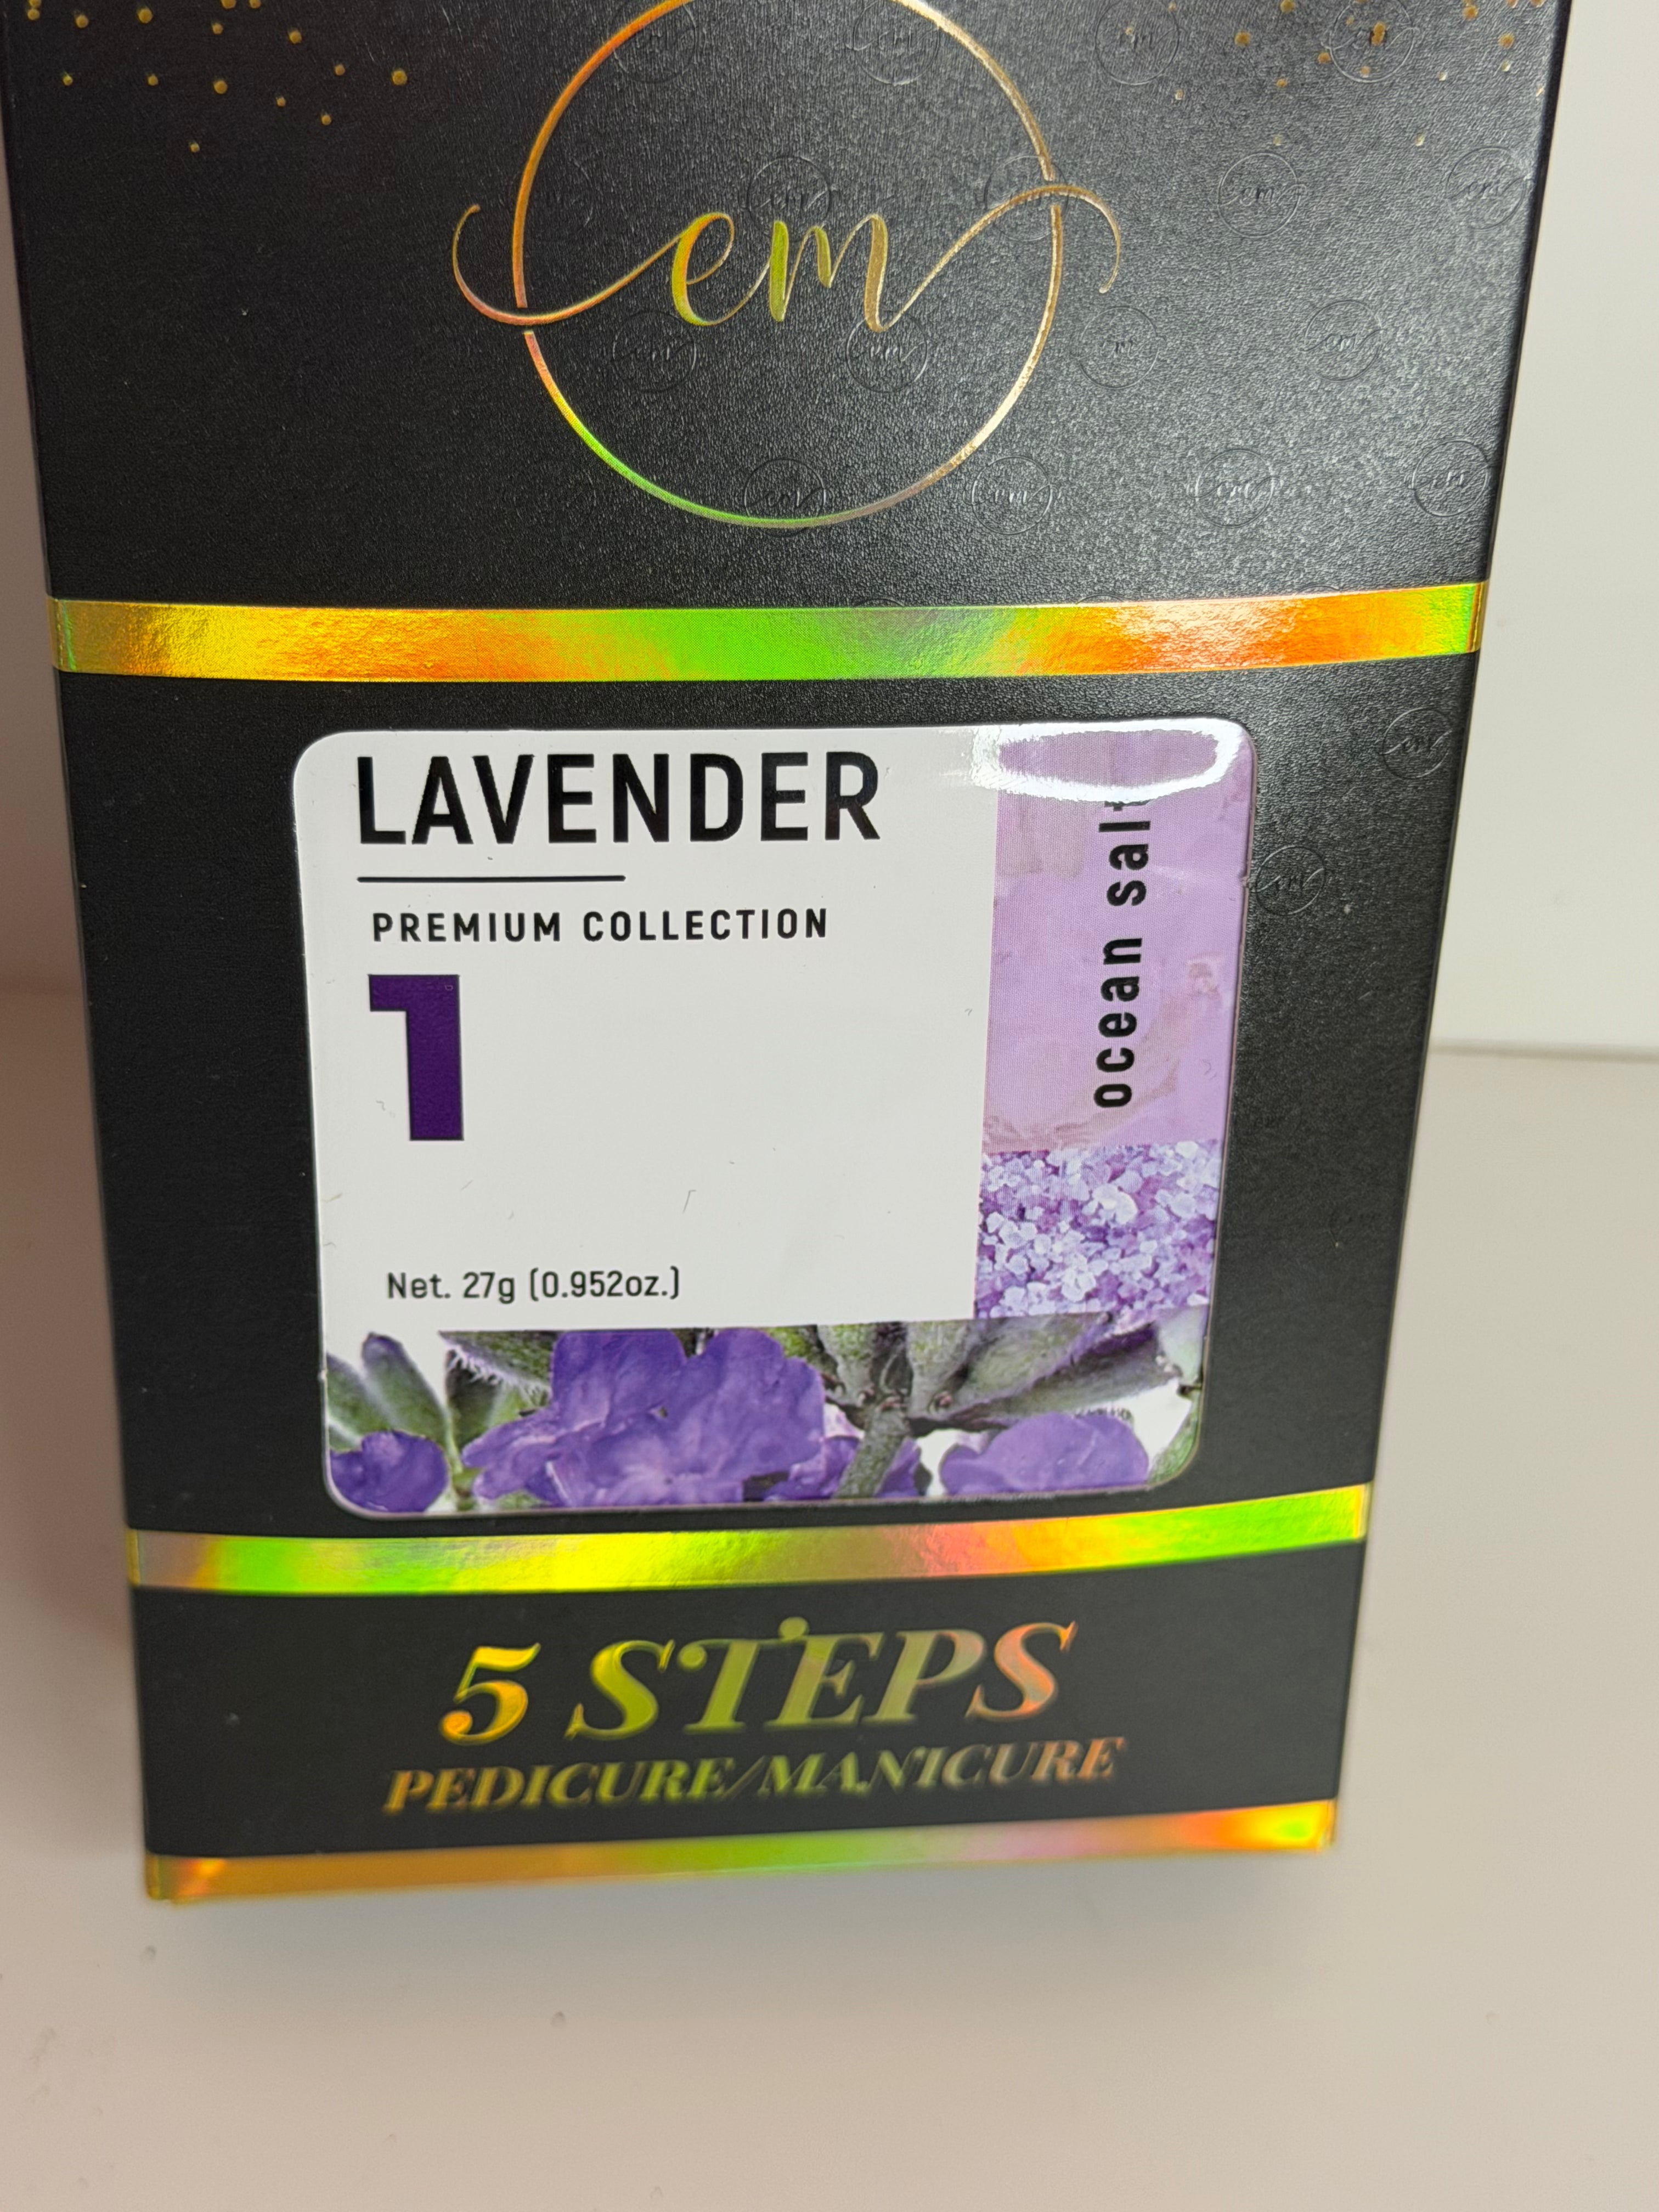 em
LAVENDER
PREMIUM COLLECTION
1
ocean salt
Net. 27g (0.952oz.)
5 STEPS
PEDICURE/MANICURE